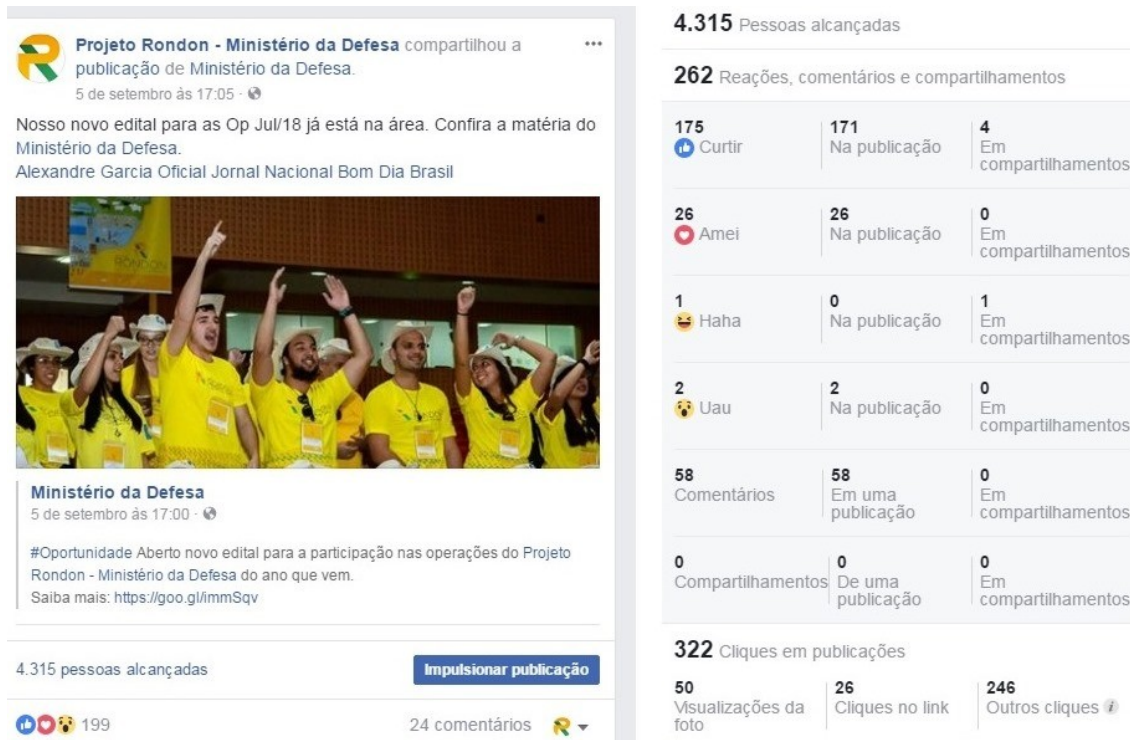 Projeto Rondon - Ministério da Defesa compartilhou a
publicação de Ministério da Defesa.
5 de setembro às 17:05 ·
Nosso novo edital para as Op Jul/18 já está na área. Confira a matéria do
Ministério da Defesa.
Alexandre Garcia Oficial Jornal Nacional Bom Dia Brasil
RONDON
Ministério da Defesa
5 de setembro às 17:00 ·
#Oportunidade Aberto novo edital para a participação nas operações do Projeto
Rondon - Ministério da Defesa do ano que vem.
Saiba mais: https://goo.gl/immSqv
4.315 pessoas alcançadas
Impulsionar publicação
199
24 comentários
4.315 Pessoas alcançadas
262 Reações, comentários e compartilhamentos
175
Curtir
171
Na publicação
4
Em
compartilhamentos
26
Amei
26
Na publicação
0
Em
compartilhamentos
1
Haha
0
Na publicação
1
Em
compartilhamentos
2
Uau
2
Na publicação
0
Em
compartilhamentos
58
Comentários
58
Em uma
publicação
0
Em
compartilhamentos
0
Compartilhamentos
0
De uma
publicação
0
Em
compartilhamentos
322 Cliques em publicações
50
Visualizações da
foto
26
Cliques no link
246
Outros cliques